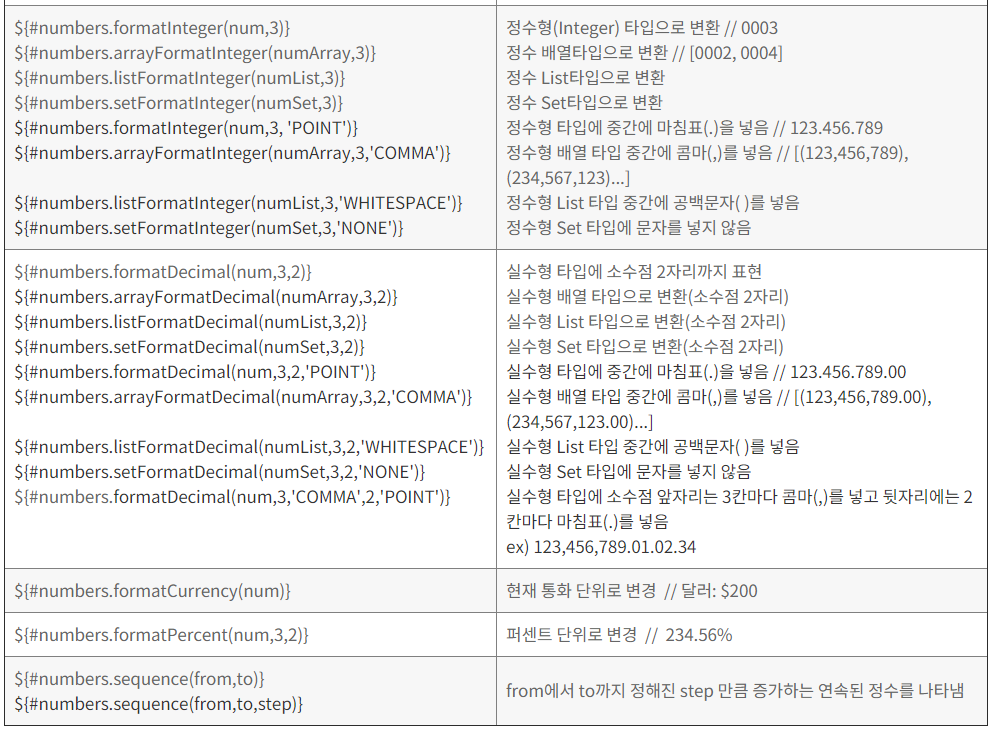 ${#numbers.formatInteger(num,3)}
${#numbers.arrayFormatInteger(numArray,3)}
${#numbers.listFormatInteger(numList,3)}
${#numbers.setFormatInteger(numSet,3)}
${#numbers.formatInteger(num,3, 'POINT')}
${#numbers.arrayFormatInteger(numArray,3,'COMMA')}
${#numbers.listFormatInteger(numList,3,'WHITESPACE')}
${#numbers.setFormatInteger(numSet,3,'NONE')}
정수형(Integer) 타입으로 변환 // 0003
정수 배열타입으로 변환 // [0002, 0004]
정수 List타입으로 변환
정수 Set타입으로 변환
정수형 타입에 중간에 마침표(.)을 넣음 // 123.456.789
정수형 배열 타입 중간에 콤마(,)를 넣음 // [(123,456,789),
(234,567,123)...]
정수형 List 타입 중간에 공백문자( )를 넣음
정수형 Set 타입에 문자를 넣지 않음
${#numbers.formatDecimal(num,3,2)}
${#numbers.arrayFormatDecimal(numArray,3,2)}
${#numbers.listFormatDecimal(numList,3,2)}
${#numbers.setFormatDecimal(numSet,3,2)}
${#numbers.formatDecimal(num,3,2,'POINT')}
${#numbers.arrayFormatDecimal(numArray,3,2,'COMMA')}
${#numbers.listFormatDecimal(numList,3,2,'WHITESPACE')}
${#numbers.setFormatDecimal(numSet,3,2,'NONE')}
${#numbers.formatDecimal(num,3,'COMMA',2,'POINT')}
실수형 타입에 소수점 2자리까지 표현
실수형 배열 타입으로 변환(소수점 2자리)
실수형 List 타입으로 변환(소수점 2자리)
실수형 Set 타입으로 변환(소수점 2자리)
실수형 타입에 중간에 마침표(.)을 넣음 // 123.456.789.00
실수형 배열 타입 중간에 콤마(,)를 넣음 // [(123,456,789.00),
(234,567,123.00)...]
실수형 List 타입 중간에 공백문자( )를 넣음
실수형 Set 타입에 문자를 넣지 않음
실수형 타입에 소수점 앞자리는 3칸마다 콤마(,)를 넣고 뒷자리에는 2
칸마다 마침표(.)를 넣음
ex) 123,456,789.01.02.34
${#numbers.formatCurrency(num)}
현재 통화 단위로 변경 // 달러: $200
${#numbers.formatPercent(num,3,2)}
퍼센트 단위로 변경 // 234.56%
${#numbers.sequence(from,to)}
${#numbers.sequence(from,to,step)}
from에서 to까지 정해진 step 만큼 증가하는 연속된 정수를 나타냄